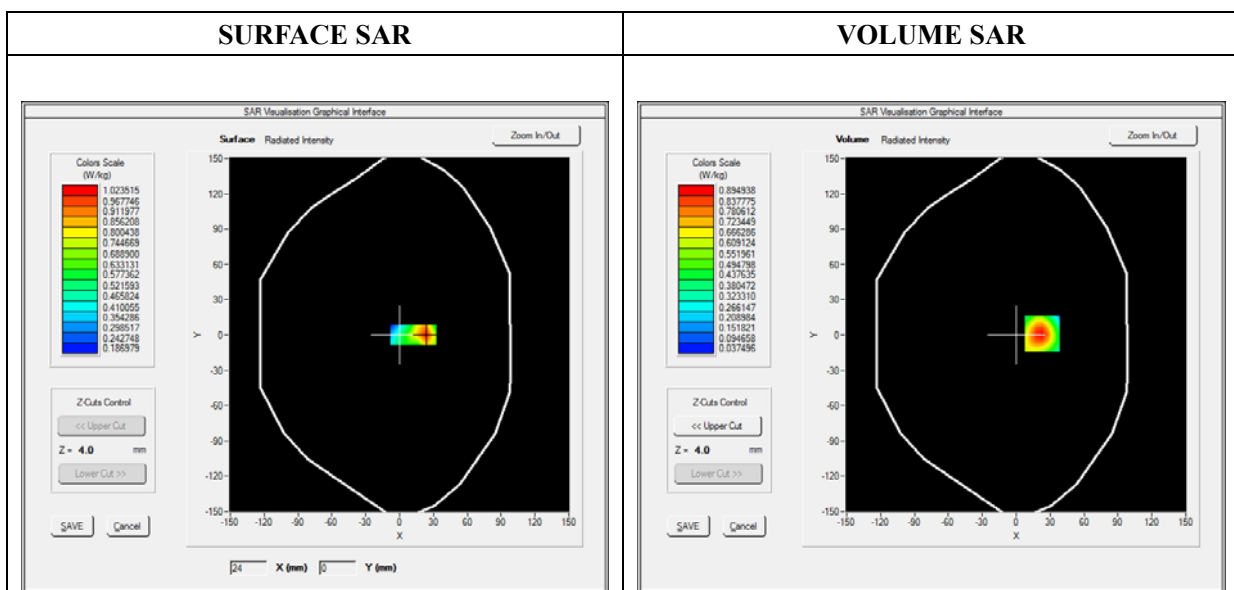 SURFACE SAR
SAR Visualisation Graphical Interface
Surface Radiated Intensity
Zoom In/Out
Colors Scale
(W/kg)
1.023515
0.967746
0.911977
0.856208
0.800438
0.744669
0.688900
0.633131
0.577362
0.521593
0.465824
0.410055
0.354286
0.298517
0.242748
0.186979
Z-Cuts Control
<< Upper Cut
Z = 4.0 mm
Lower Cut >>
SAVE Cancel
150
120
90
60
30
0
-30
-60
-90
-120
-150
Y
-150 -120 -90 -60 -30 0 30 60 90 120 150
X
24 X (mm) 0 Y (mm)
VOLUME SAR
SAR Visualisation Graphical Interface
Volume Radiated Intensity
Zoom In/Out
Colors Scale
(W/kg)
0.894938
0.837775
0.780612
0.723449
0.666286
0.609124
0.551961
0.494798
0.437635
0.380472
0.323310
0.266147
0.208984
0.151821
0.094658
0.037496
Z-Cuts Control
<< Upper Cut
Z = 4.0 mm
Lower Cut >>
SAVE Cancel
150
120
90
60
30
0
-30
-60
-90
-120
-150
Y
-150 -120 -90 -60 -30 0 30 60 90 120 150
X